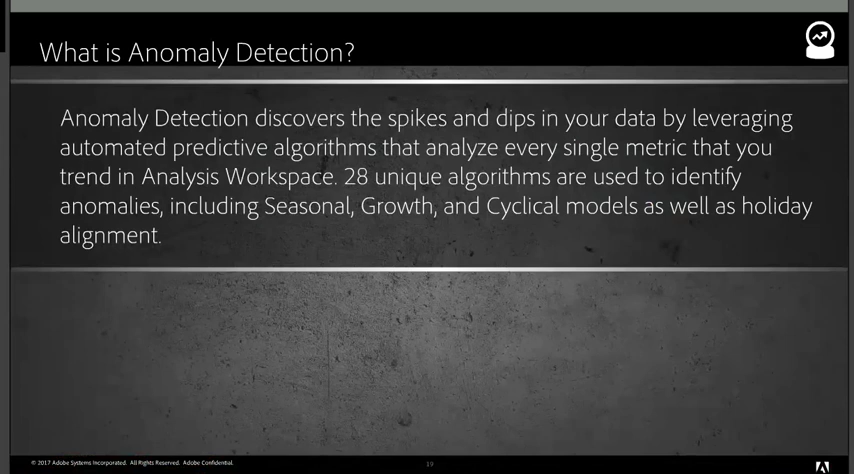 What is Anomaly Detection?
Anomaly Detection discovers the spikes and dips in your data by leveraging
automated predictive algorithms that analyze every single metric that you
trend in Analysis Workspace. 28 unique algorithms are used to identify
anomalies, including Seasonal, Growth, and Cyclical models as well as holiday
alignment.
© 2017 Adobe Systems Incorporated. All Rights Reserved. Adobe Confidential.
19